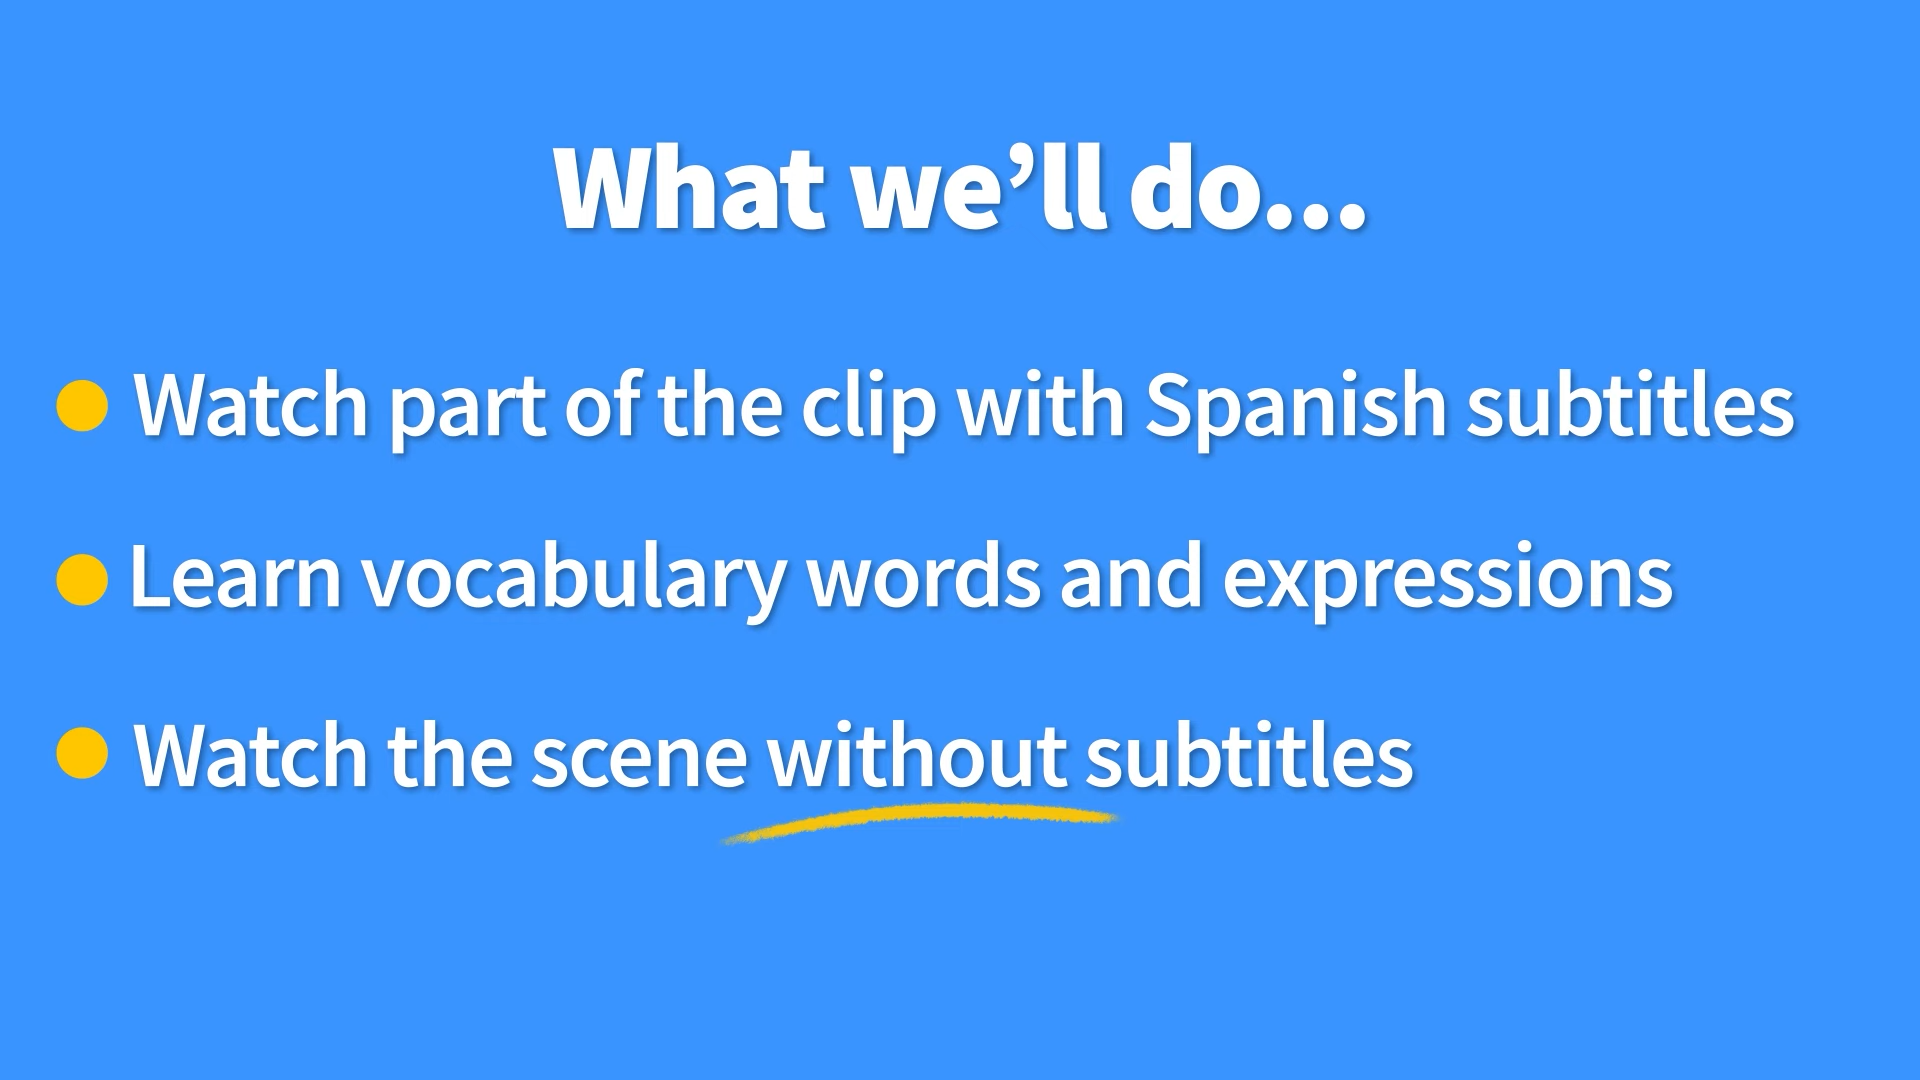 What we’ll do...
Watch part of the clip with Spanish subtitles
Learn vocabulary words and expressions
Watch the scene without subtitles